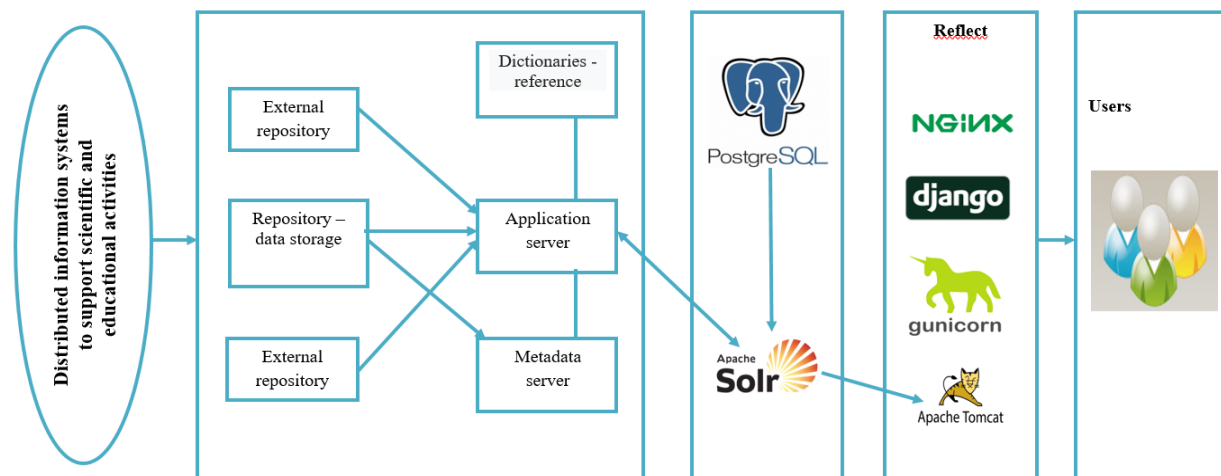 Distributed information systems
to support scientific and
educational activities
External
repository
Repository –
data storage
External
repository
Dictionaries -
reference
Application
server
Metadata
server
PostgreSQL
Apache
Solr
Reflect
NGINX
django
gunicorn
Apache Tomcat
Users